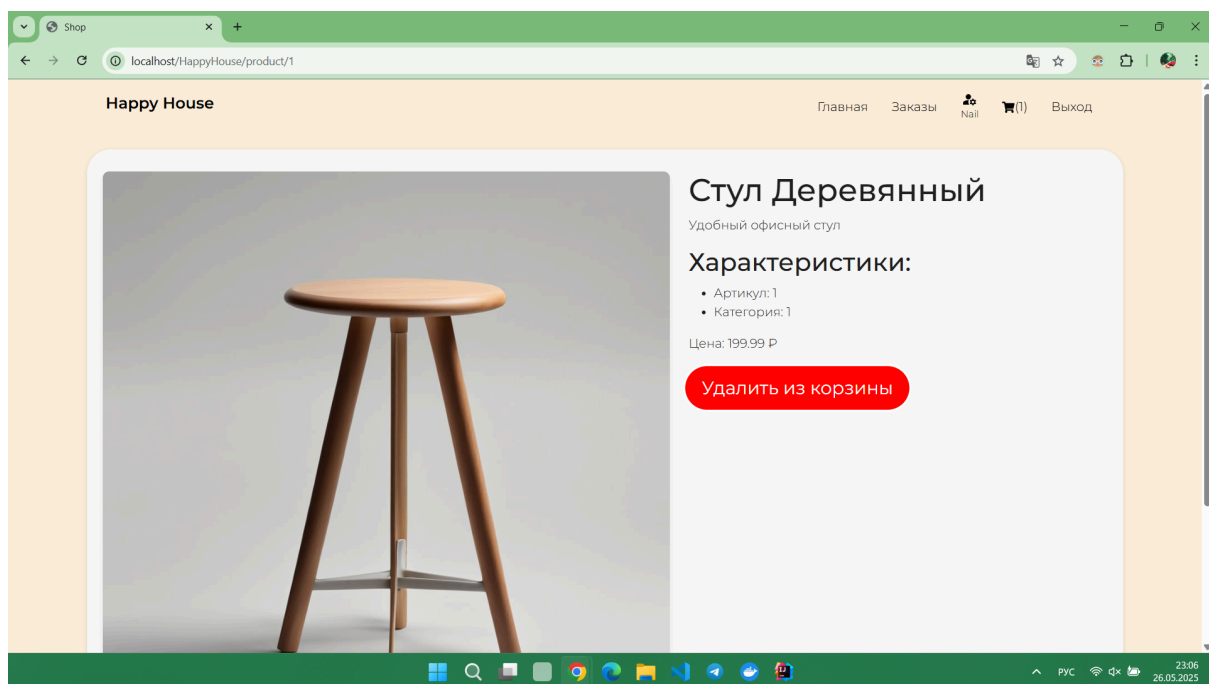 Shop
localhost/HappyHouse/product/1
Happy House
Главная
Заказы
Nail
(1)
Выход
Стул Деревянный
Удобный офисный стул
Характеристики:
Артикул: 1
Категория: 1
Цена: 199.99 ₽
Удалить из корзины
РУС
23:06
26.05.2025